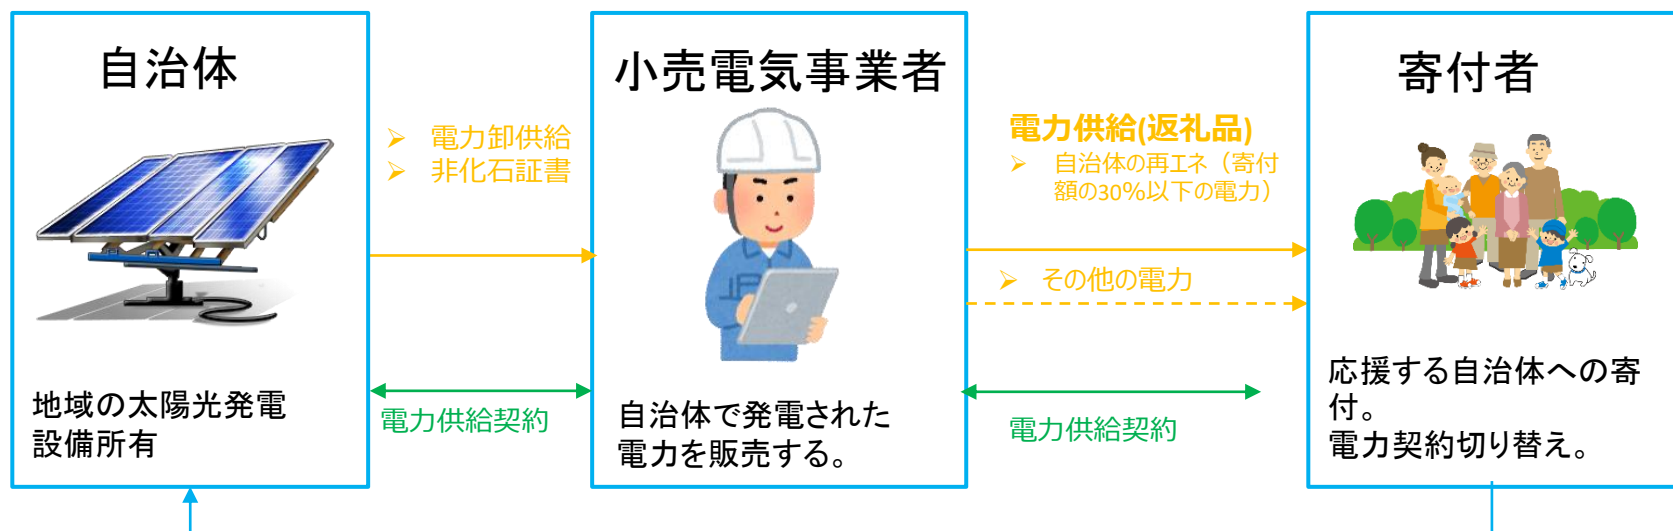 自治体
地域の太陽光発電
設備所有
➢ 電力卸供給
➢ 非化石証書
電力供給契約
小売電気事業者
自治体で発電された
電力を販売する。
電力供給(返礼品)
➢ 自治体の再エネ（寄付
額の30%以下の電力）
➢ その他の電力
電力供給契約
寄付者
応援する自治体への寄
付。
電力契約切り替え。